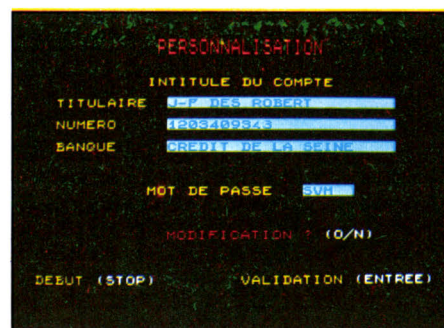 PERSONNALISATION
INTITULE DU COMPTE
TITULAIRE J-P DES ROBERT
NUMERO 1203409343
BANQUE CREDIT DE LA SEINE
MOT DE PASSE SVM
MODIFICATION ? (O/N)
DEBUT (STOP) VALIDATION (ENTREE)